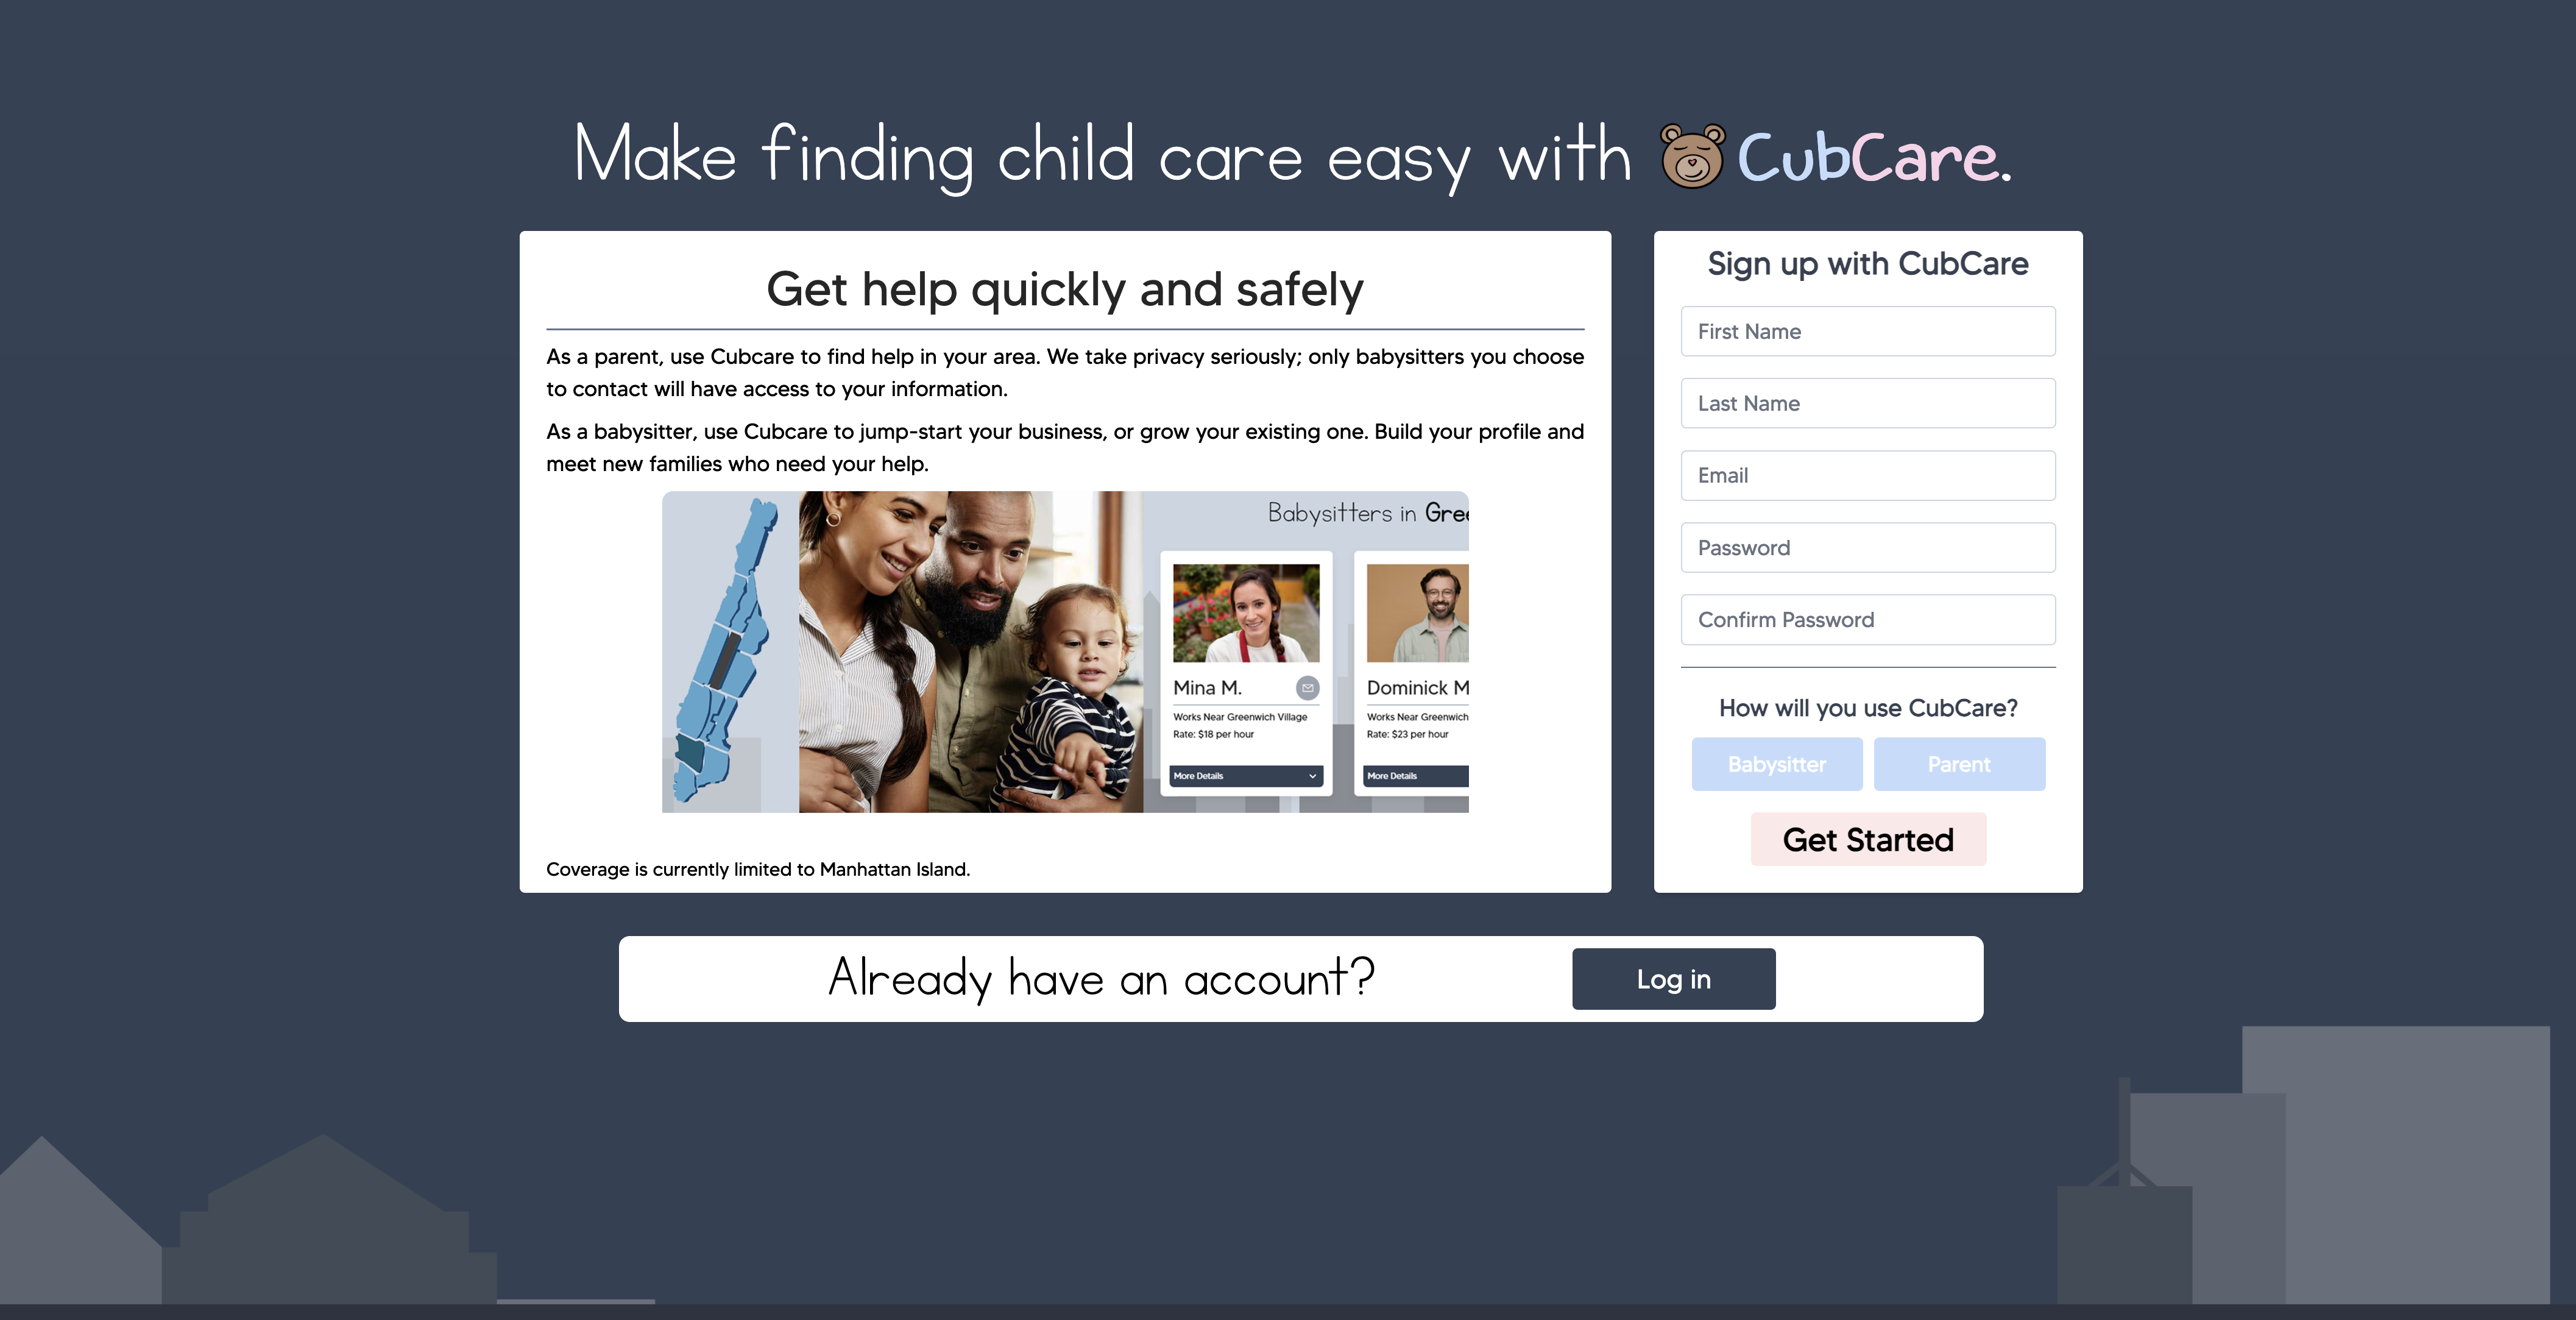 Make finding child care easy with CubCare.
Get help quickly and safely
As a parent, use Cubcare to find help in your area. We take privacy seriously; only babysitters you choose
to contact will have access to your information.
As a babysitter, use Cubcare to jump-start your business, or grow your existing one. Build your profile and
meet new families who need your help.
Babysitters in Gree
Mina M.
Works Near Greenwich Village
Rate: $18 per hour
More Details
Dominick M
Works Near Greenwich
Rate: $23 per hour
More Details
Coverage is currently limited to Manhattan Island.
Sign up with CubCare
First Name
Last Name
Email
Password
Confirm Password
How will you use CubCare?
Babysitter
Parent
Get Started
Already have an account?
Log in